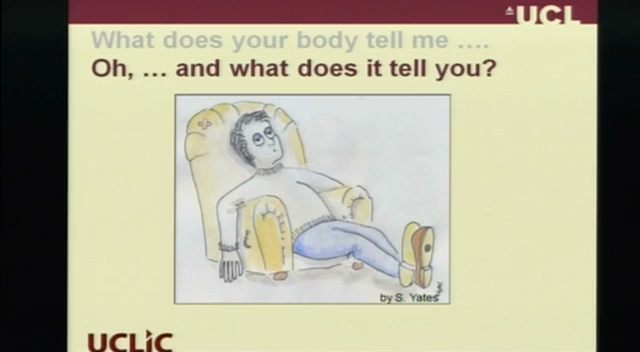 UCL
What does your body tell me ....
Oh, ... and what does it tell you?
by S. Yates
UCLIC